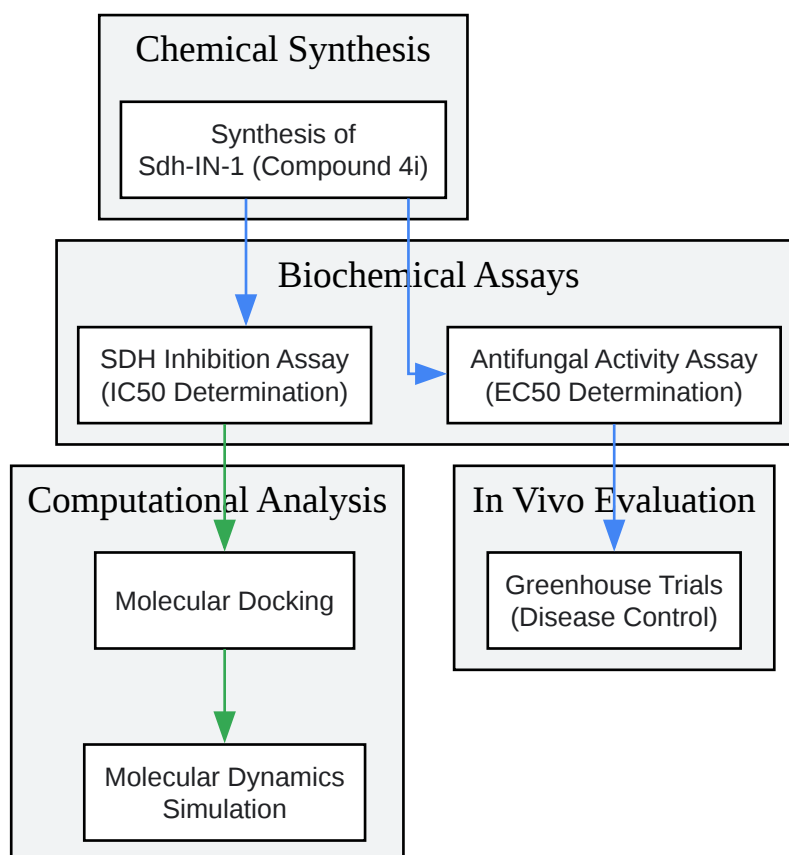 Chemical Synthesis
Synthesis of
Sdh-IN-1 (Compound 4i)
Biochemical Assays
SDH Inhibition Assay
(IC50 Determination)
Antifungal Activity Assay
(EC50 Determination)
Computational Analysis
Molecular Docking
Molecular Dynamics
Simulation
In Vivo Evaluation
Greenhouse Trials
(Disease Control)